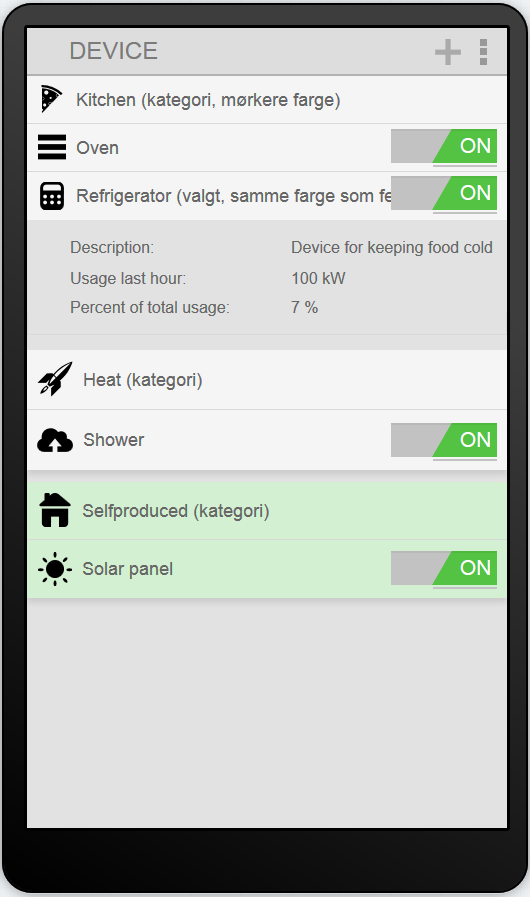 DEVICE
Kitchen (kategori, mørkere farge)
Oven ON
Refrigerator (valgt, samme farge som fe ON
Description: Device for keeping food cold
Usage last hour: 100 kW
Percent of total usage: 7 %
Heat (kategori)
Shower ON
Selfproduced (kategori)
Solar panel ON